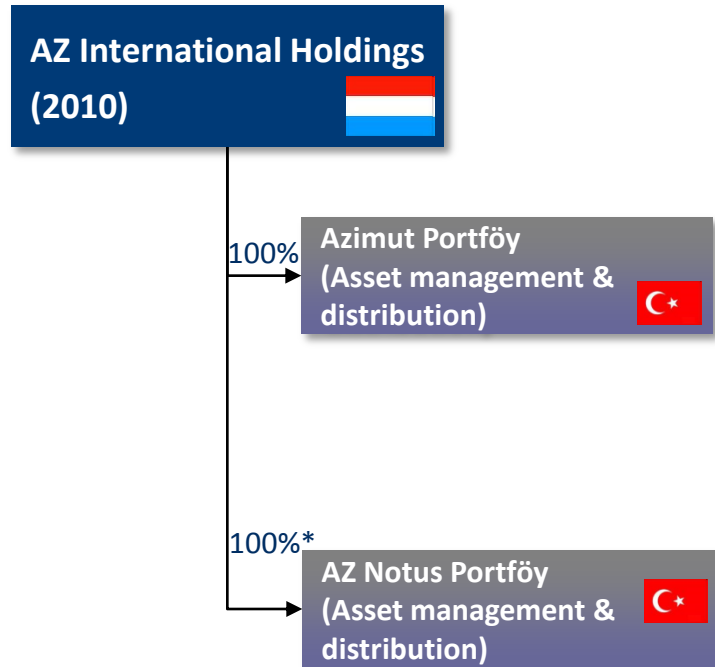 AZ International Holdings
(2010)
100%
Azimut Portföy
(Asset management &
distribution)
100%*
AZ Notus Portföy
(Asset management &
distribution)